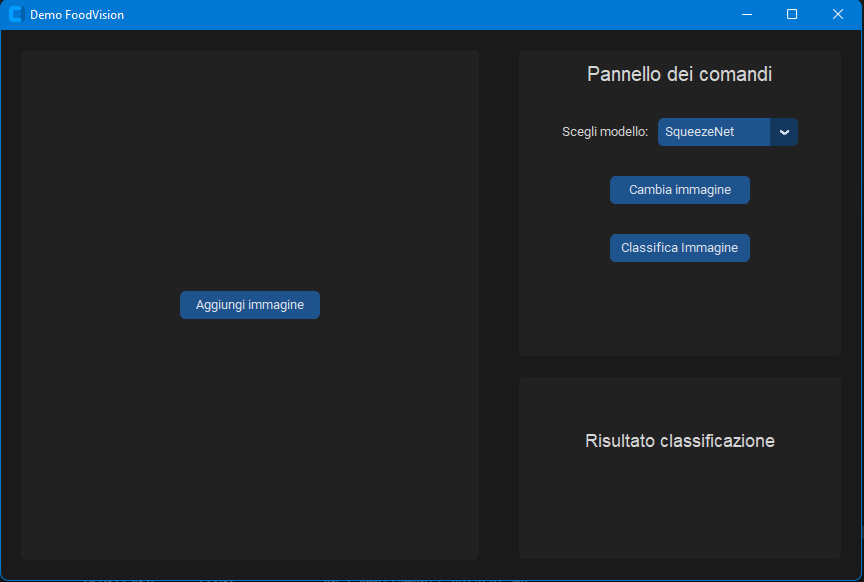 Demo FoodVision
Aggiungi immagine
Pannello dei comandi
Scegli modello: SqueezeNet
Cambia immagine
Classifica Immagine
Risultato classificazione